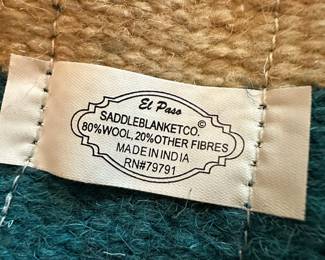 El Paso
SADDLEBLANKETCO.©
80%WOOL, 20%OTHER FIBRES
MADE IN INDIA
RN#79791